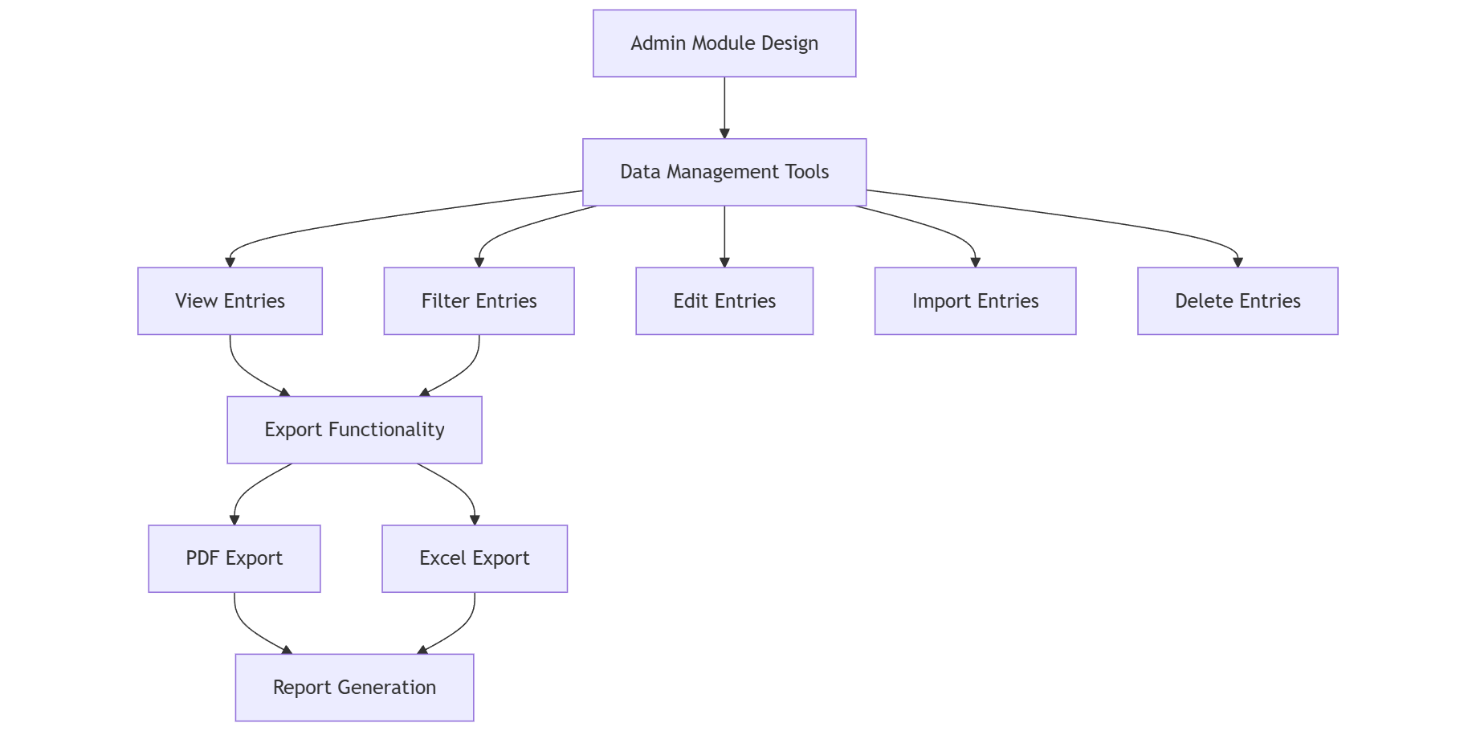 Admin Module Design
Data Management Tools
View Entries
Filter Entries
Edit Entries
Import Entries
Delete Entries
Export Functionality
PDF Export
Excel Export
Report Generation